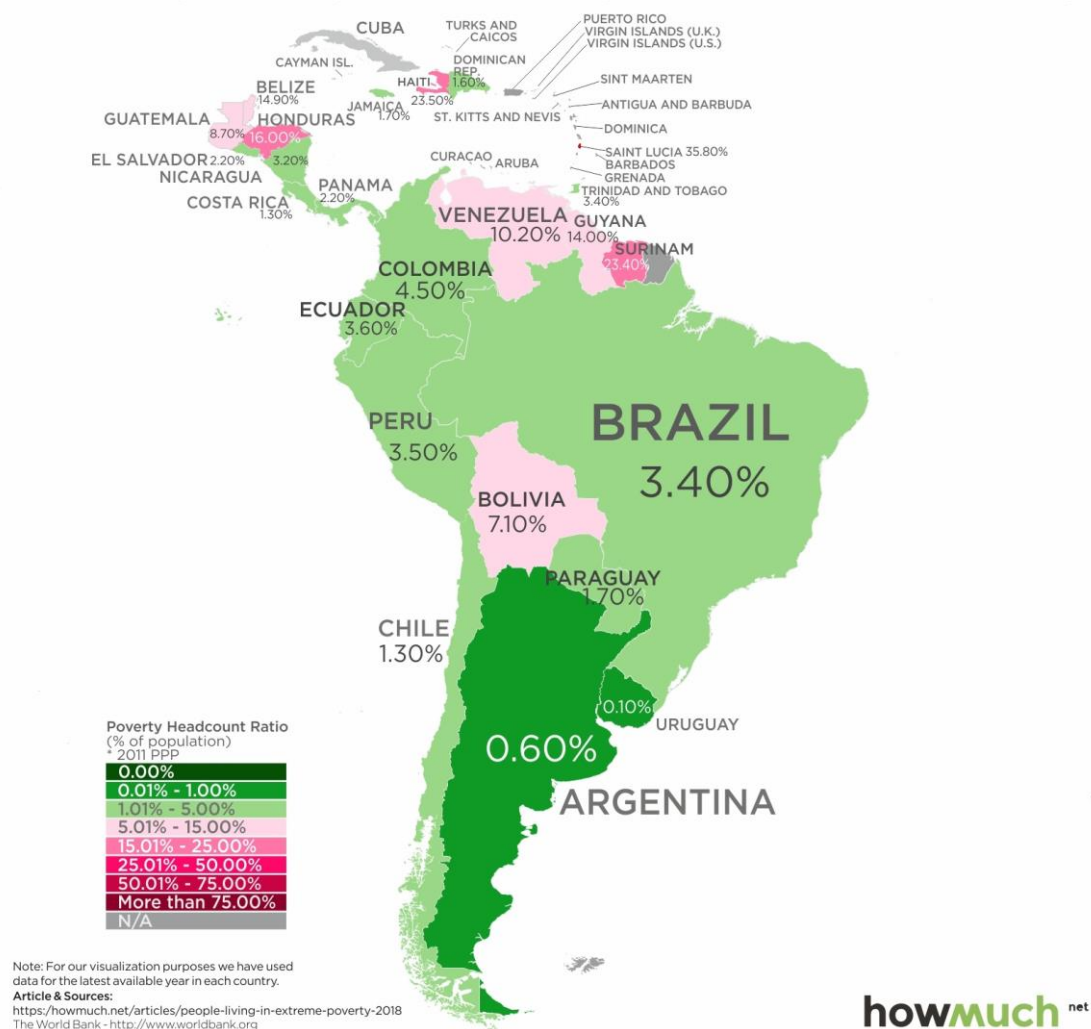 CUBA
TURKS AND
CAICOS
PUERTO RICO
VIRGIN ISLANDS (U.K.)
VIRGIN ISLANDS (U.S.)
CAYMAN ISL.
DOMINICAN
REP.
1.60%
HAITI
23.50%
SINT MAARTEN
BELIZE
14.90%
JAMAICA
1.70%
ST. KITTS AND NEVIS
ANTIGUA AND BARBUDA
GUATEMALA
8.70%
HONDURAS
16.00%
DOMINICA
EL SALVADOR 2.20%
3.20%
NICARAGUA
SAINT LUCIA 35.80%
BARBADOS
GRENADA
CURACAO
ARUBA
TRINIDAD AND TOBAGO
3.40%
COSTA RICA
1.30%
PANAMA
2.20%
VENEZUELA
10.20%
GUYANA
14.00%
SURINAM
23.40%
COLOMBIA
4.50%
ECUADOR
3.60%
PERU
3.50%
BRAZIL
3.40%
BOLIVIA
7.10%
PARAGUAY
1.70%
CHILE
1.30%
0.10%
URUGUAY
0.60%
ARGENTINA
Poverty Headcount Ratio
(% of population)
* 2011 PPP
0.00%
0.01% - 1.00%
1.01% - 5.00%
5.01% - 15.00%
15.01% - 25.00%
25.01% - 50.00%
50.01% - 75.00%
More than 75.00%
N/A
Note: For our visualization purposes we have used
data for the latest available year in each country.
Article & Sources:
https:/howmuch.net/articles/people-living-in-extreme-poverty-2018
The World Bank - http://www.worldbank.org
howmuch net